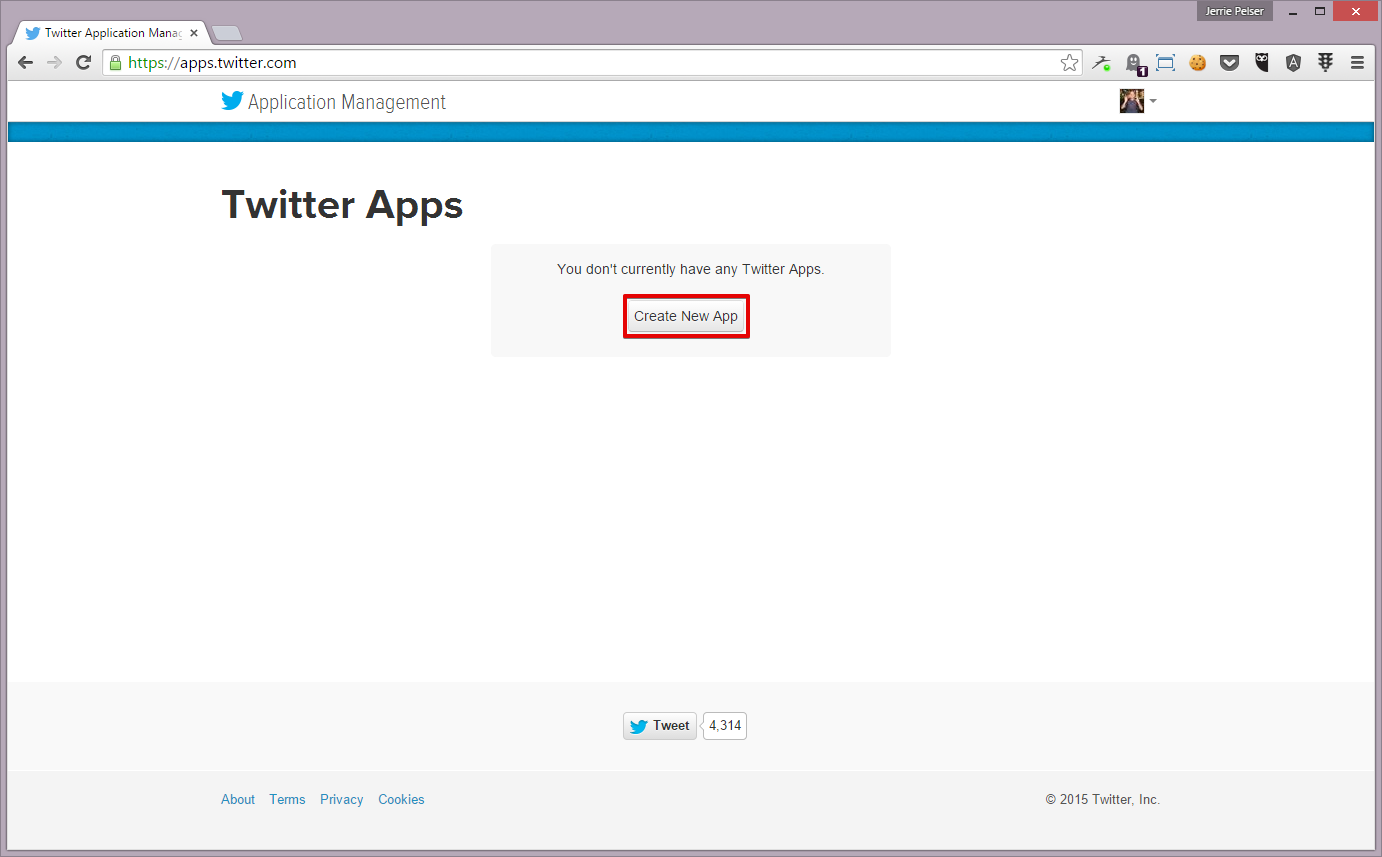 Jerrie Pelser
Twitter Application Manag
https://apps.twitter.com
1
Application Management
Twitter Apps
You don't currently have any Twitter Apps.
Create New App
Tweet
4,314
About Terms Privacy Cookies
© 2015 Twitter, Inc.